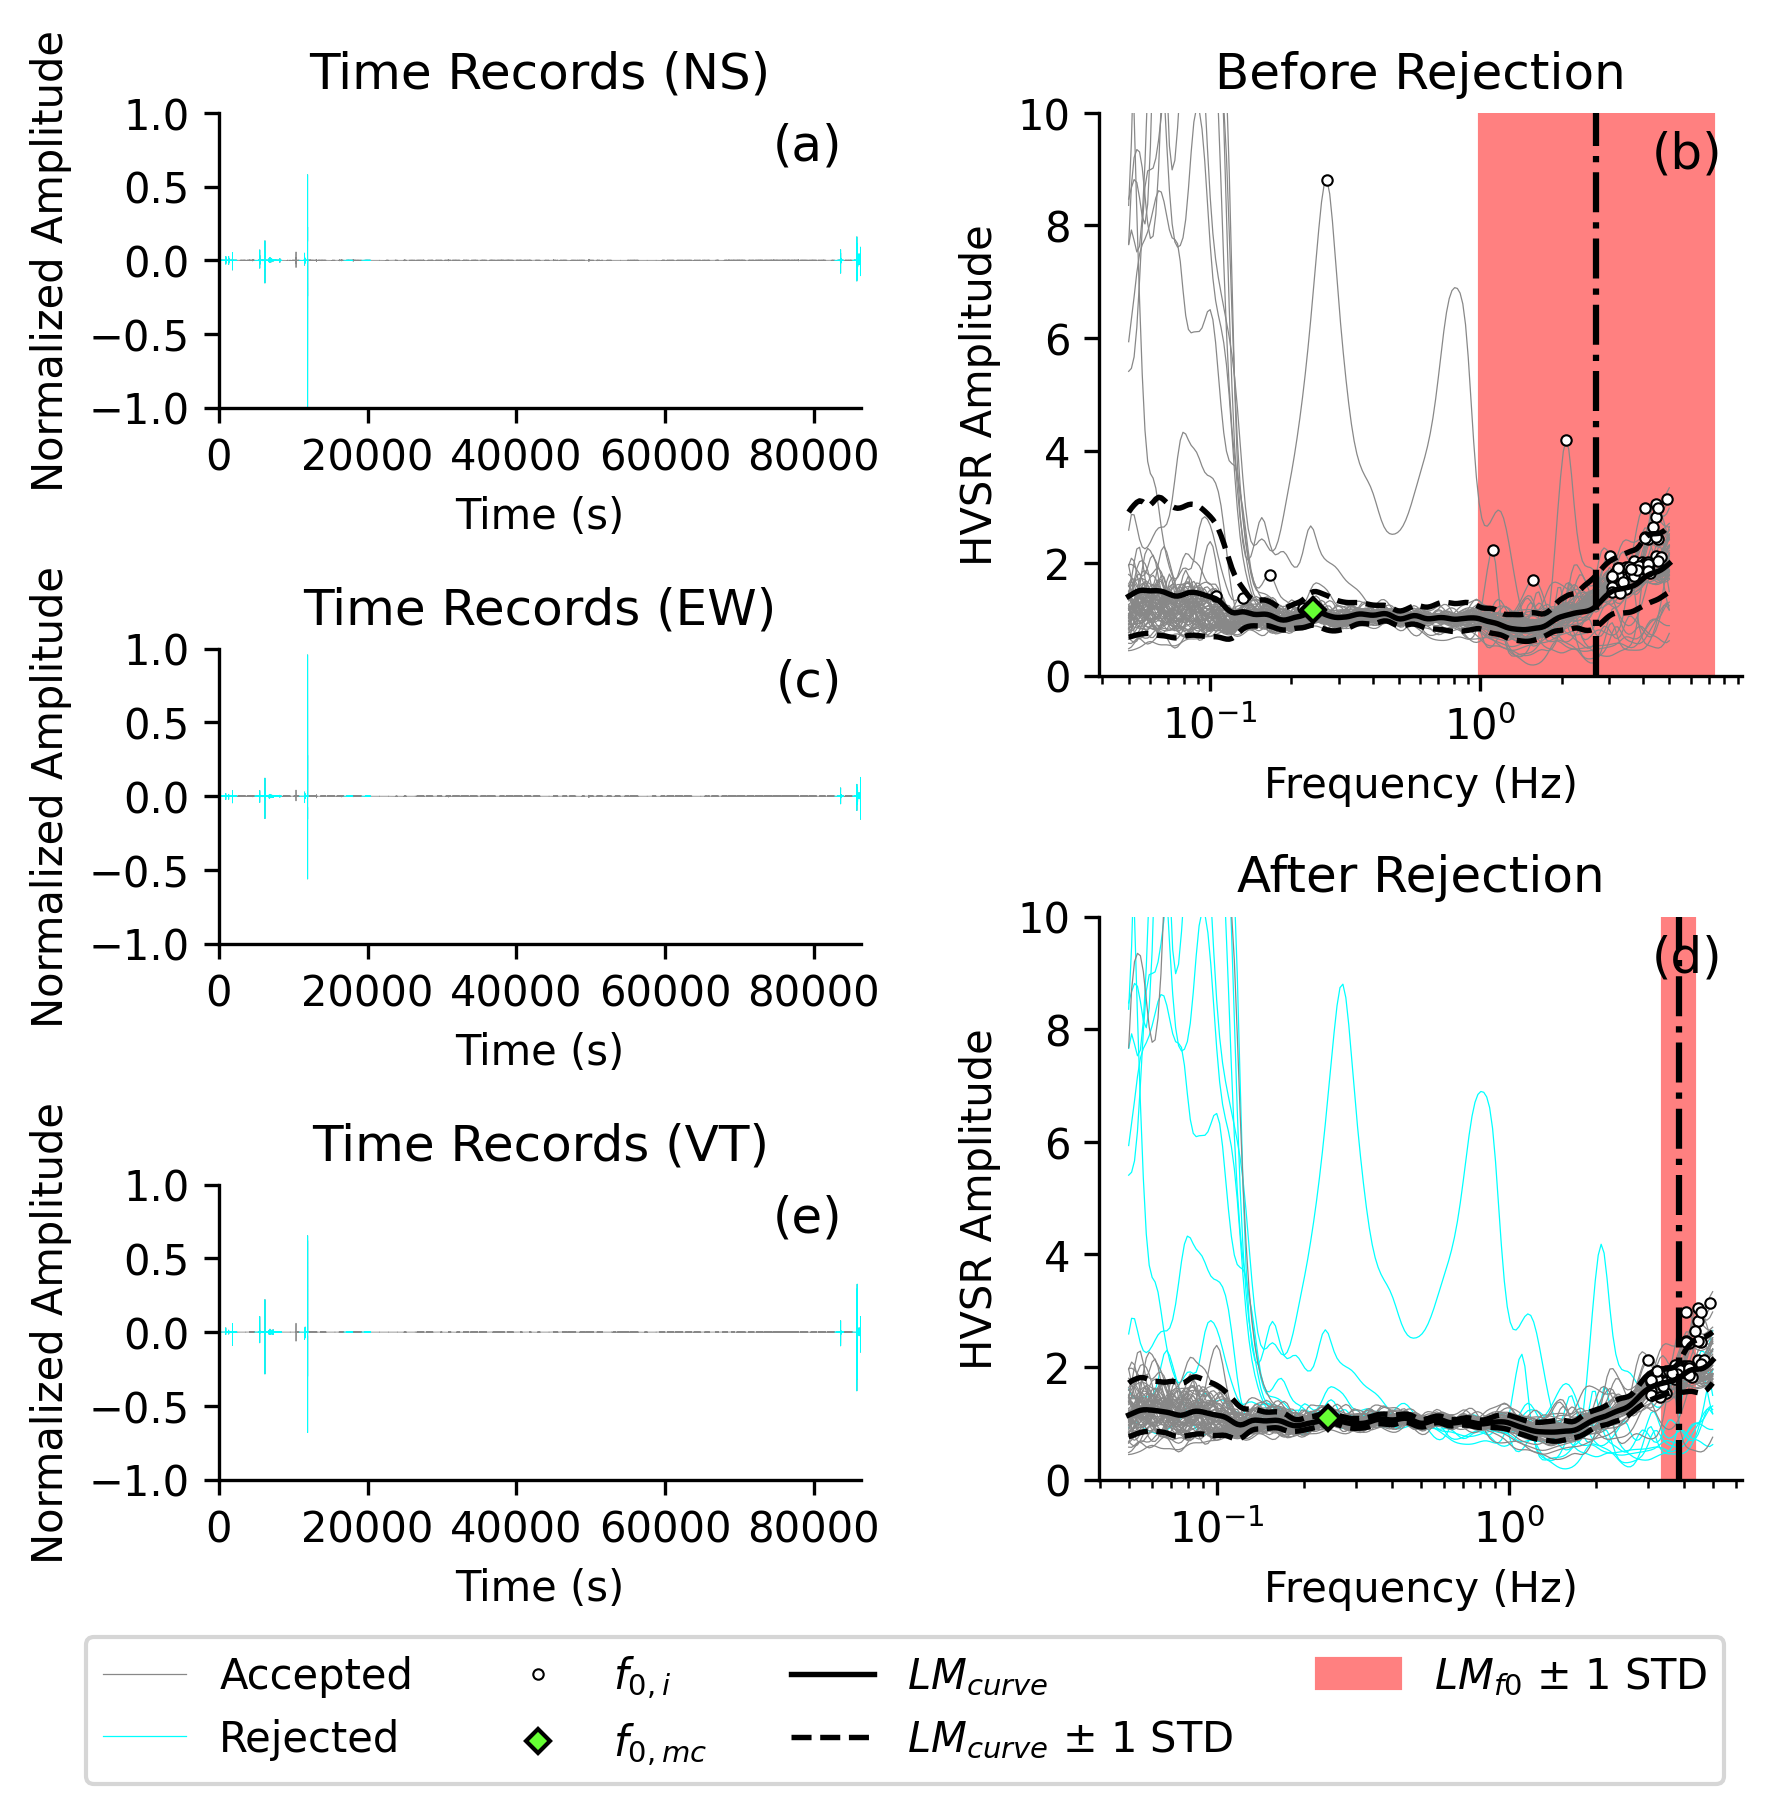 Time Records (NS)
Normalized Amplitude
1.0
0.5
0.0
−0.5
−1.0
(a)
0 20000 40000 60000 80000
Time (s)
Before Rejection
HVSR Amplitude
10
8
6
4
2
0
(b)
10⁻¹ 10⁰
Frequency (Hz)
Time Records (EW)
Normalized Amplitude
1.0
0.5
0.0
−0.5
−1.0
(c)
0 20000 40000 60000 80000
Time (s)
After Rejection
HVSR Amplitude
10
8
6
4
2
0
(d)
10⁻¹ 10⁰
Frequency (Hz)
Time Records (VT)
Normalized Amplitude
1.0
0.5
0.0
−0.5
−1.0
(e)
0 20000 40000 60000 80000
Time (s)
Accepted
Rejected
f0,i
f0,mc
LMcurve
LMcurve ± 1 STD
LMf0 ± 1 STD